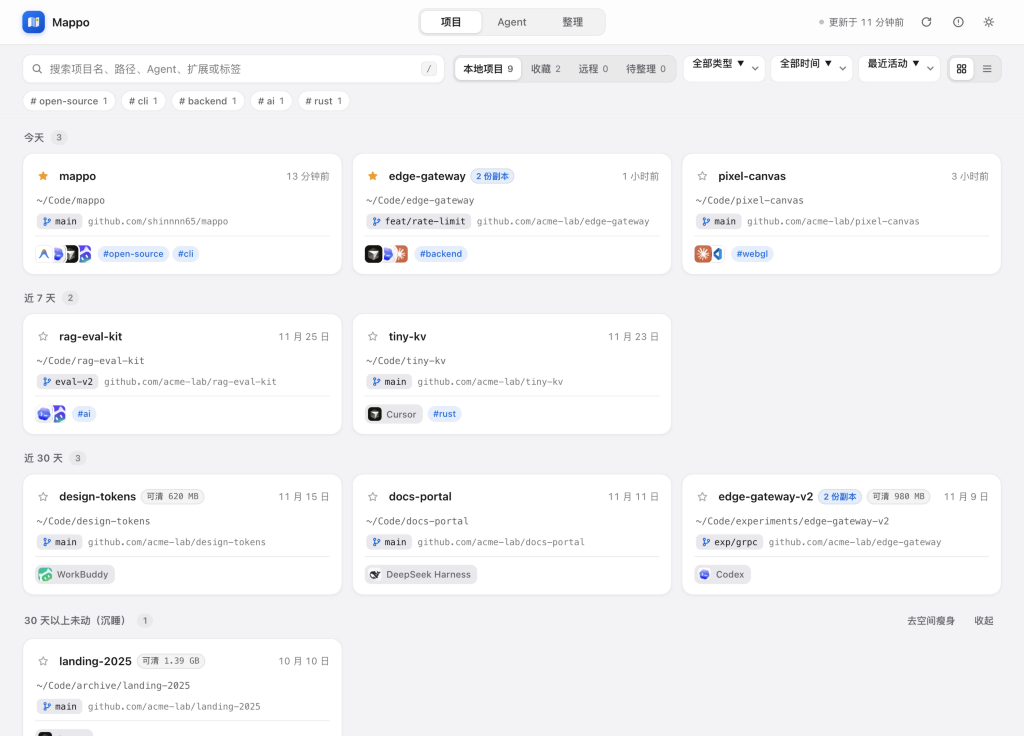 Mappo
项目 Agent 整理
更新于 11 分钟前
搜索项目名、路径、Agent、扩展或标签 /
本地项目 9 收藏 2 远程 0 待整理 0
全部类型 ▼ 全部时间 ▼ 最近活动 ▼
# open-source 1 # cli 1 # backend 1 # ai 1 # rust 1
今天 3
mappo 13 分钟前
~/Code/mappo
main github.com/shinnnn65/mappo
#open-source #cli
edge-gateway 2 份副本 1 小时前
~/Code/edge-gateway
feat/rate-limit github.com/acme-lab/edge-gateway
#backend
pixel-canvas 3 小时前
~/Code/pixel-canvas
main github.com/acme-lab/pixel-canvas
#webgl
近 7 天 2
rag-eval-kit 11 月 25 日
~/Code/rag-eval-kit
eval-v2 github.com/acme-lab/rag-eval-kit
#ai
tiny-kv 11 月 23 日
~/Code/tiny-kv
main github.com/acme-lab/tiny-kv
Cursor #rust
近 30 天 3
design-tokens 可清 620 MB 11 月 15 日
~/Code/design-tokens
main github.com/acme-lab/design-tokens
WorkBuddy
docs-portal 11 月 11 日
~/Code/docs-portal
main github.com/acme-lab/docs-portal
DeepSeek Harness
edge-gateway-v2 2 份副本 可清 980 MB 11 月 9 日
~/Code/experiments/edge-gateway-v2
exp/grpc github.com/acme-lab/edge-gateway
Codex
30 天以上未动（沉睡） 1 去空间瘦身 收起
landing-2025 可清 1.39 GB 10 月 10 日
~/Code/archive/landing-2025
main github.com/acme-lab/landing-2025